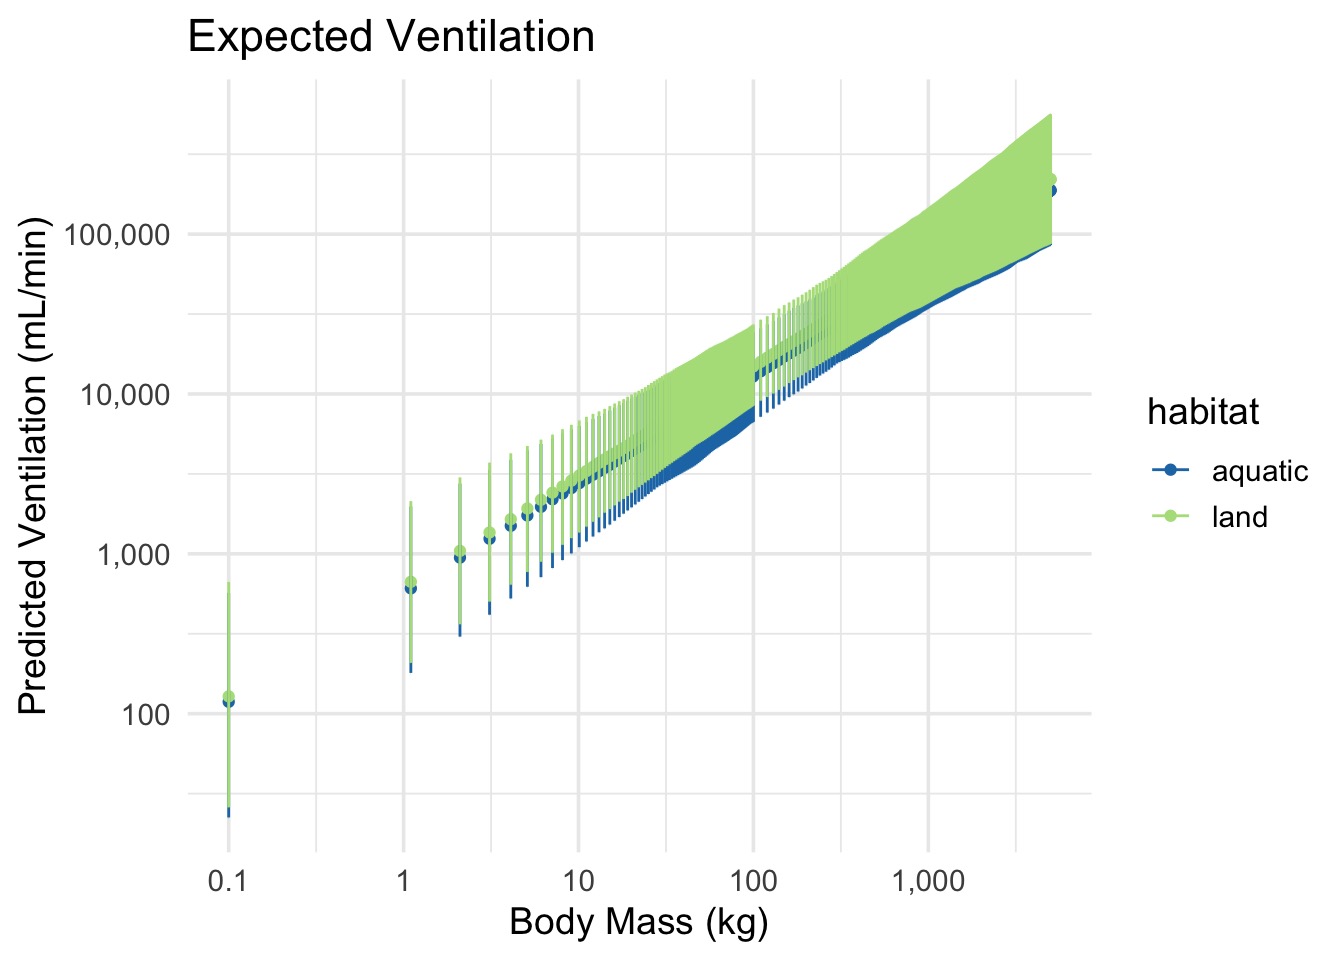 Expected Ventilation
Predicted Ventilation (mL/min)
100,000
10,000
1,000
100
0.1
1
10
100
1,000
Body Mass (kg)
habitat
aquatic
land